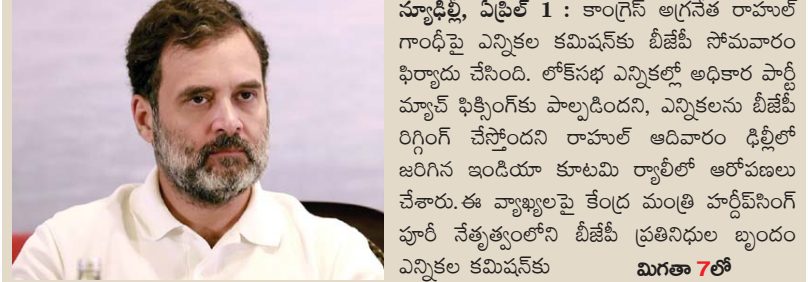 న్యూఢిల్లీ, ఏప్రిల్ 1 : కాంగ్రెస్ అగ్రనేత రాహుల్
గాంధీపై ఎన్నికల కమిషన్‌కు బీజేపీ సోమవారం
ఫిర్యాదు చేసింది. లోక్‌సభ ఎన్నికల్లో అధికార పార్టీ
మ్యాచ్ ఫిక్సింగ్‌కు పాల్పడిందని, ఎన్నికలను బీజేపీ
రిగ్గింగ్ చేస్తోందని రాహుల్ ఆదివారం ఢిల్లీలో
జరిగిన ఇండియా కూటమి ర్యాలీలో ఆరోపణలు
చేశారు.ఈ వ్యాఖ్యలపై కేంద్ర మంత్రి హర్దీప్‌సింగ్
పూరీ నేతృత్వంలోని బీజేపీ ప్రతినిధుల బృందం
ఎన్నికల కమిషన్‌కు మిగతా 7లో